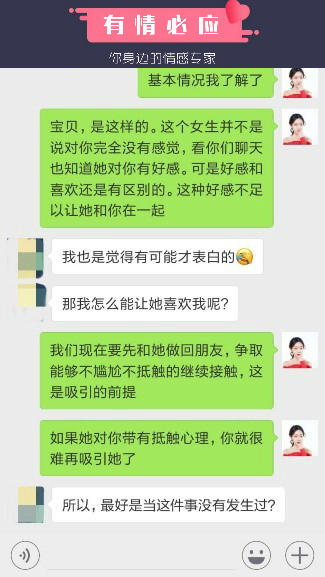 有情必应
你身边的情感专家
基本情况我了解了
宝贝,是这样的。这个女生并不是
说对你完全没有感觉,看你们聊天
也知道她对你有好感。可是好感和
喜欢还是有区别的。这种好感不足
以让她和你在一起
我也是觉得有可能才表白的
那我怎么能让她喜欢我呢?
我们现在要先和她做回朋友,争取
能够不尴尬不抵触的继续接触,这
是吸引的前提
如果她对你带有抵触心理,你就很
难再吸引她了
所以,最好是当这件事没有发生过?